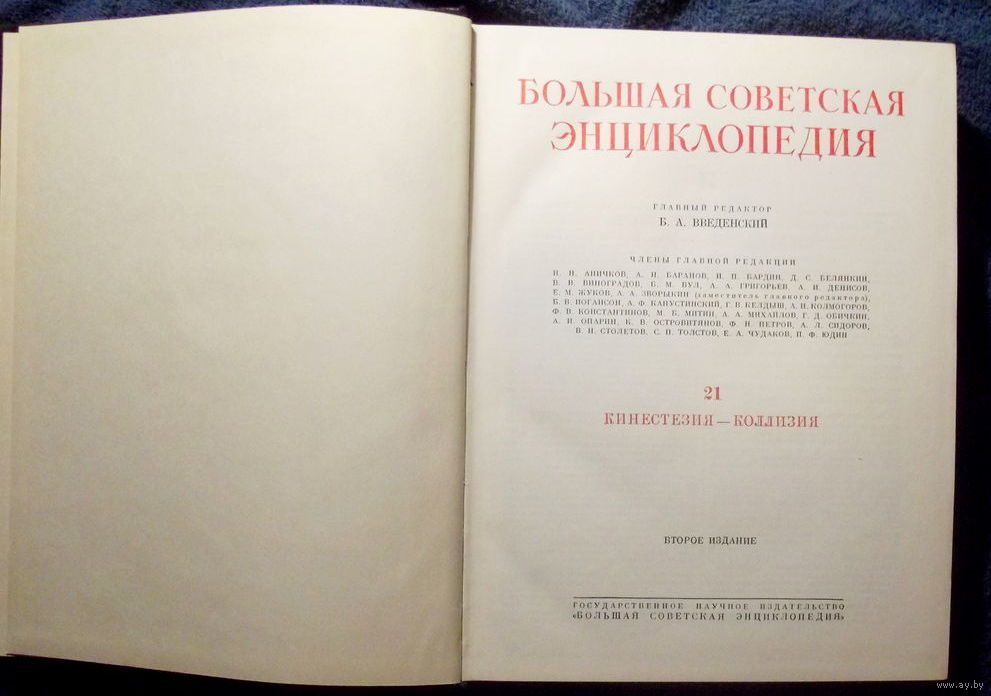 БОЛЬШАЯ СОВЕТСКАЯ
ЭНЦИКЛОПЕДИЯ
ГЛАВНЫЙ РЕДАКТОР
Б. А. ВВЕДЕНСКИЙ
ЧЛЕНЫ ГЛАВНОЙ РЕДАКЦИИ
Н. Н. АНИЧКОВ, А. Н. БАРАНОВ, И. П. БАРДИН, Д. С. БЕЛЯНКИН,
В. В. ВИНОГРАДОВ, Б. М. ВУЛ, А. А. ГРИГОРЬЕВ, А. И. ДЕНИСОВ,
Е. М. ЖУКОВ, А. А. ЗВОРЫКИН (заместитель главного редактора),
Б. В. ИОГАНСОН, А. Ф. КАПУСТИНСКИЙ, Г. В. КЕЛДЫШ, А. Н. КОЛМОГОРОВ,
Ф. В. КОНСТАНТИНОВ, М. Б. МИТИН, А. А. МИХАЙЛОВ, Г. Д. ОБИЧКИН,
А. И. ОПАРИН, К. В. ОСТРОВИТЯНОВ, Ф. Н. ПЕТРОВ, А. Л. СИДОРОВ,
В. Н. СТОЛЕТОВ, С. П. ТОЛСТОВ, Е. А. ЧУДАКОВ, П. Ф. ЮДИН
21
КИНЕСТЕЗИЯ — КОЛЛИЗИЯ
ВТОРОЕ ИЗДАНИЕ
ГОСУДАРСТВЕННОЕ НАУЧНОЕ ИЗДАТЕЛЬСТВО
«БОЛЬШАЯ СОВЕТСКАЯ ЭНЦИКЛОПЕДИЯ»
www.ay.by